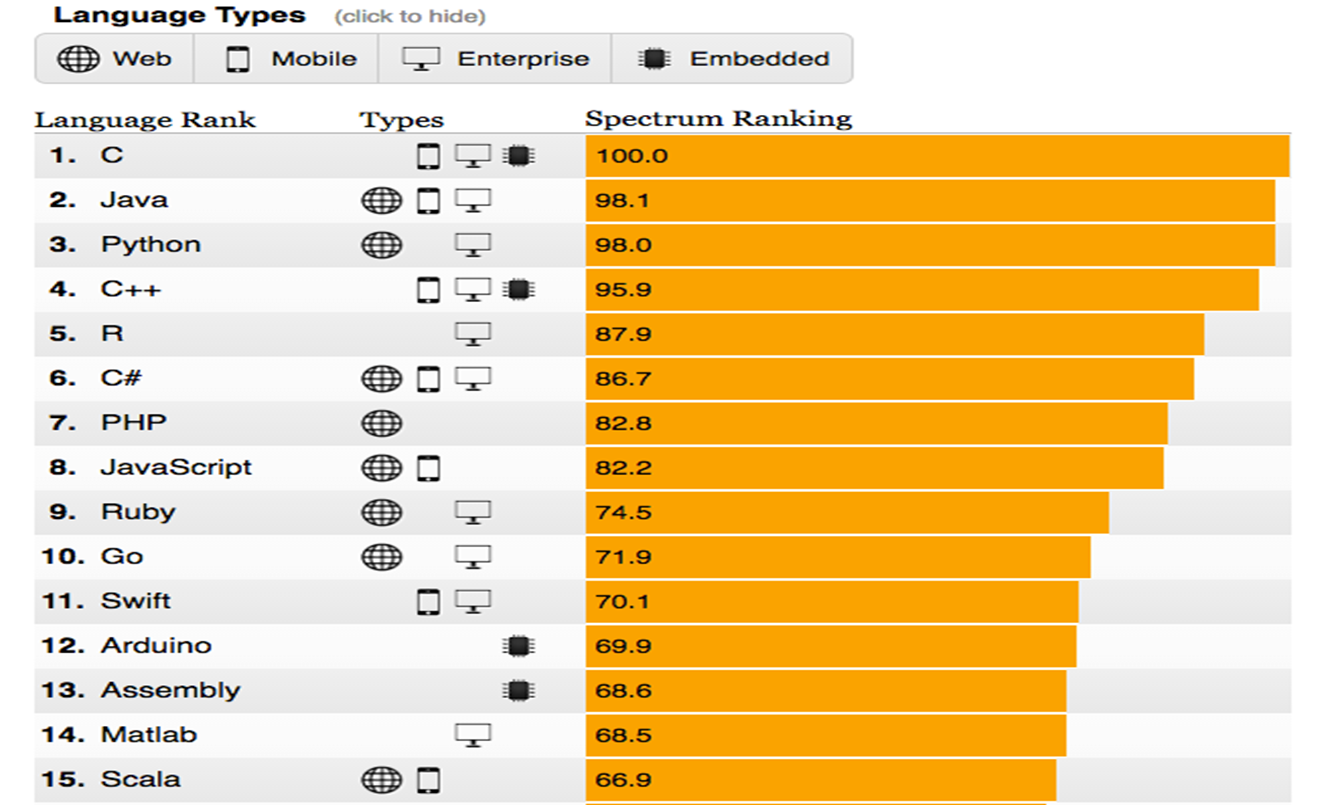 Language Types (click to hide)
Web Mobile Enterprise Embedded
Language Rank Types Spectrum Ranking
1. C 100.0
2. Java 98.1
3. Python 98.0
4. C++ 95.9
5. R 87.9
6. C# 86.7
7. PHP 82.8
8. JavaScript 82.2
9. Ruby 74.5
10. Go 71.9
11. Swift 70.1
12. Arduino 69.9
13. Assembly 68.6
14. Matlab 68.5
15. Scala 66.9